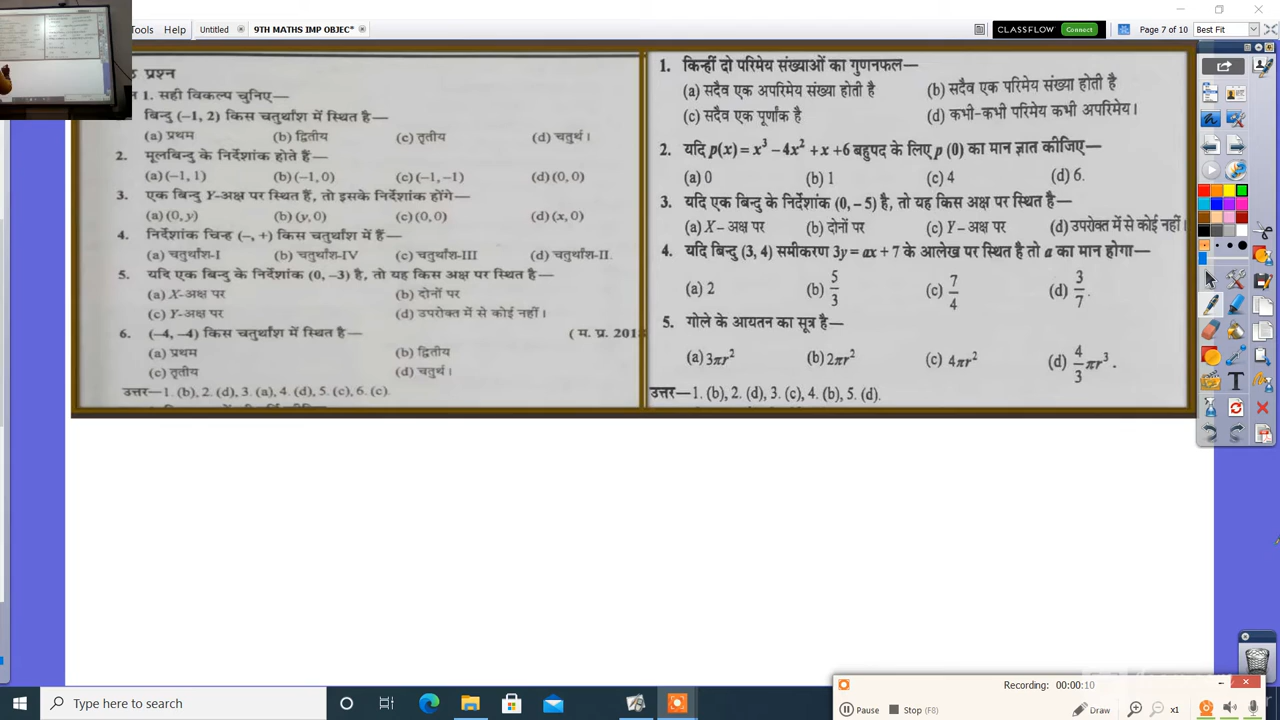 Tools Help Untitled 9TH MATHS IMP OBJEC* CLASSFLOW Connect Page 7 of 10 Best Fit
प्रश्न
1. सही विकल्प चुनिए—
बिन्दु (–1, 2) किस चतुर्थांश में स्थित है—
(a) प्रथम (b) द्वितीय (c) तृतीय (d) चतुर्थ।
2. मूलबिन्दु के निर्देशांक होते हैं—
(a) (–1, 1) (b) (–1, 0) (c) (–1, –1) (d) (0, 0)
3. एक बिन्दु Y-अक्ष पर स्थित हैं, तो इसके निर्देशांक होंगे—
(a) (0, y) (b) (y, 0) (c) (0, 0) (d) (x, 0)
4. निर्देशांक चिन्ह (–, +) किस चतुर्थांश में हैं—
(a) चतुर्थांश-I (b) चतुर्थांश-IV (c) चतुर्थांश-III (d) चतुर्थांश-II
5. यदि एक बिन्दु के निर्देशांक (0, –3) है, तो यह किस अक्ष पर स्थित है—
(a) X-अक्ष पर (b) दोनों पर
(c) Y-अक्ष पर (d) उपरोक्त में से कोई नहीं।
6. (–4, –4) किस चतुर्थांश में स्थित है— ( म. प्र. 2018
(a) प्रथम (b) द्वितीय
(c) तृतीय (d) चतुर्थ।
उत्तर—1. (b), 2. (d), 3. (a), 4. (d), 5. (c), 6. (c)
1. किन्हीं दो परिमेय संख्याओं का गुणनफल—
(a) सदैव एक अपरिमेय संख्या होती है (b) सदैव एक परिमेय संख्या होती है
(c) सदैव एक पूर्णांक है (d) कभी-कभी परिमेय कभी अपरिमेय।
2. यदि p(x) = x³ – 4x² + x + 6 बहुपद के लिए p (0) का मान ज्ञात कीजिए—
(a) 0 (b) 1 (c) 4 (d) 6.
3. यदि एक बिन्दु के निर्देशांक (0, – 5) है, तो यह किस अक्ष पर स्थित है—
(a) X – अक्ष पर (b) दोनों पर (c) Y – अक्ष पर (d) उपरोक्त में से कोई नहीं।
4. यदि बिन्दु (3, 4) समीकरण 3y = ax + 7 के आलेख पर स्थित है तो a का मान होगा—
(a) 2 (b) 5/3 (c) 7/4 (d) 3/7.
5. गोले के आयतन का सूत्र है—
(a) 3πr² (b) 2πr² (c) 4πr² (d) 4/3 πr³.
उत्तर—1. (b), 2. (d), 3. (c), 4. (b), 5. (d).
Recording: 00:00:10
Pause Stop (F8) Draw x1
Type here to search